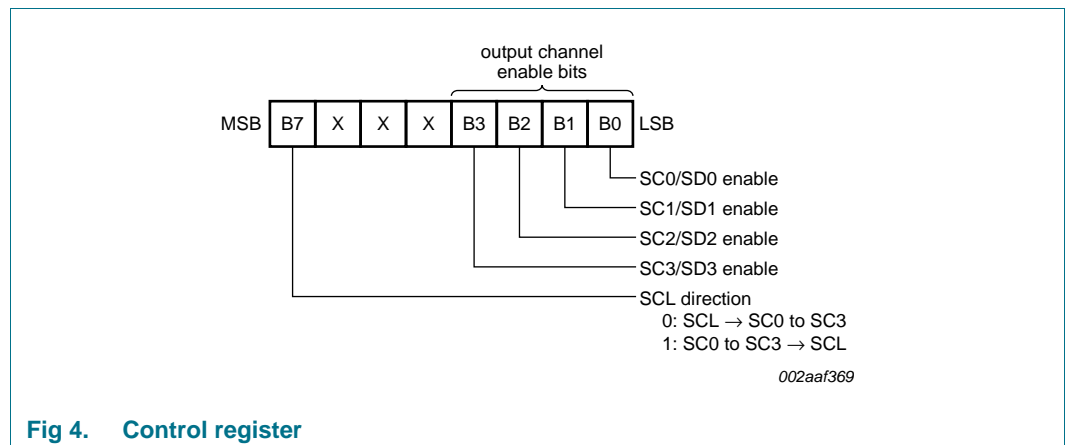 output channel
enable bits
MSB B7 X X X B3 B2 B1 B0 LSB
SC0/SD0 enable
SC1/SD1 enable
SC2/SD2 enable
SC3/SD3 enable
SCL direction
0: SCL → SC0 to SC3
1: SC0 to SC3 → SCL
002aaf369
Fig 4. Control register